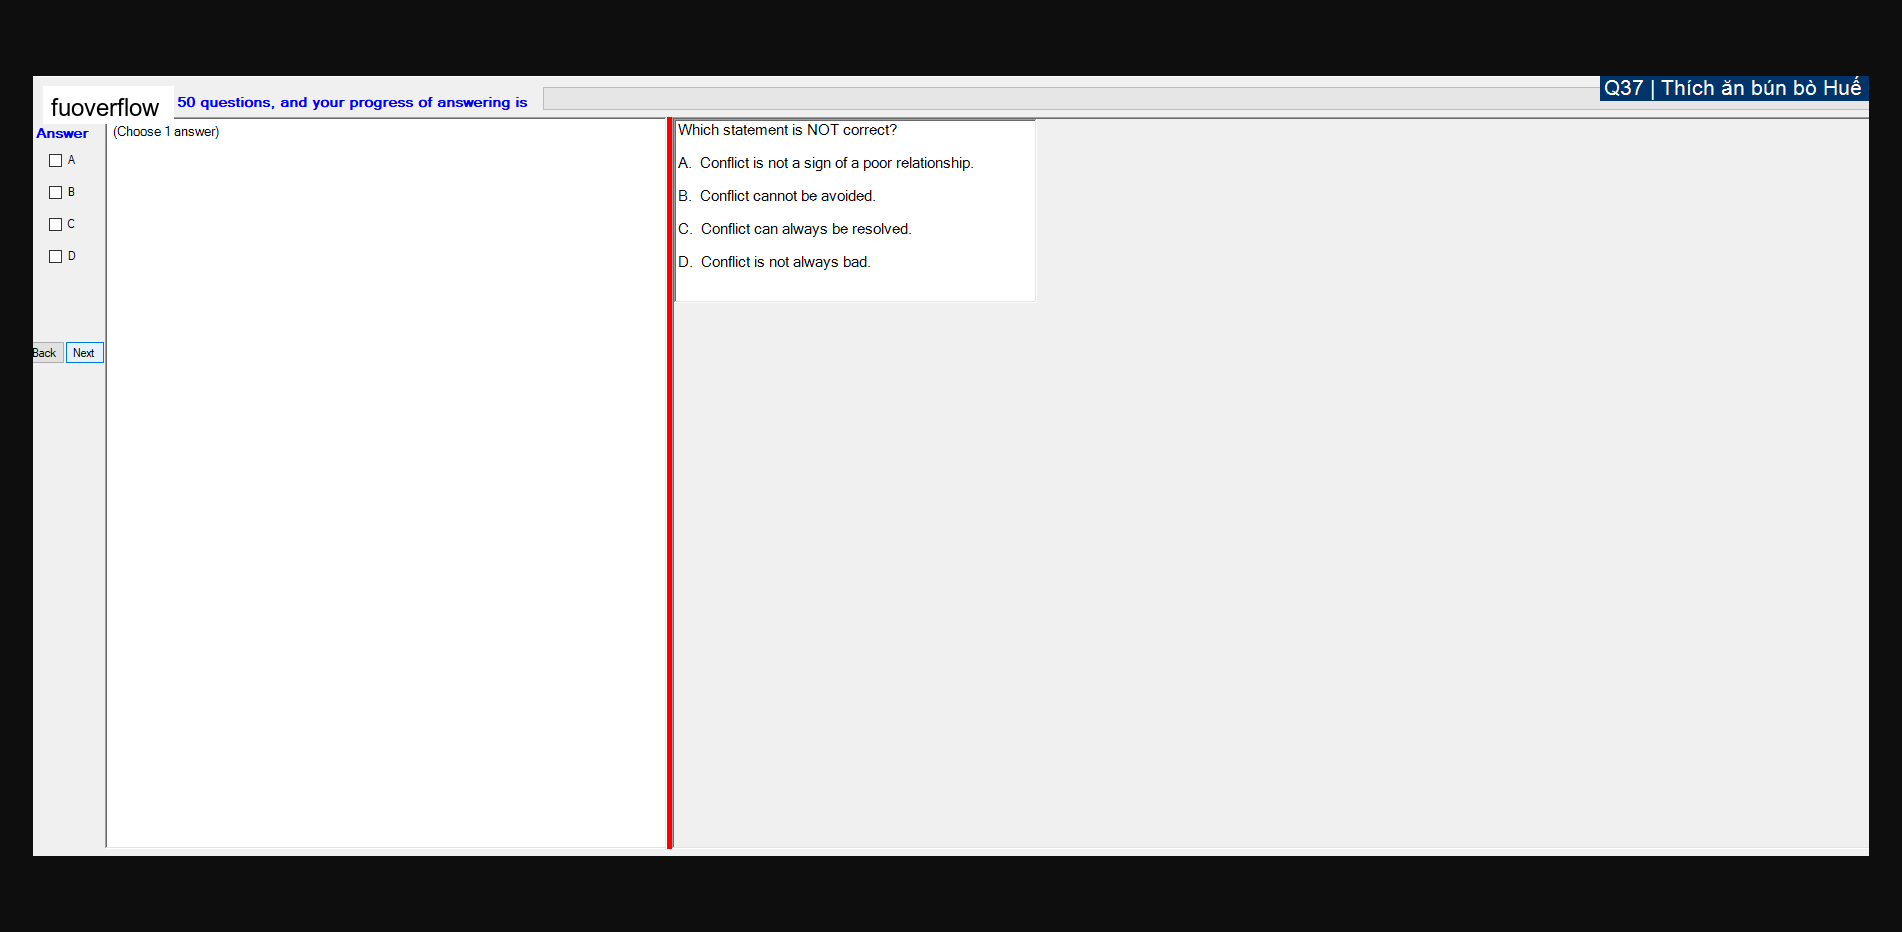 fuoverflow
50 questions, and your progress of answering is
Q37 | Thích ăn bún bò Huế
Answer
(Choose 1 answer)
A
B
C
D
Back
Next
Which statement is NOT correct?
A. Conflict is not a sign of a poor relationship.
B. Conflict cannot be avoided.
C. Conflict can always be resolved.
D. Conflict is not always bad.